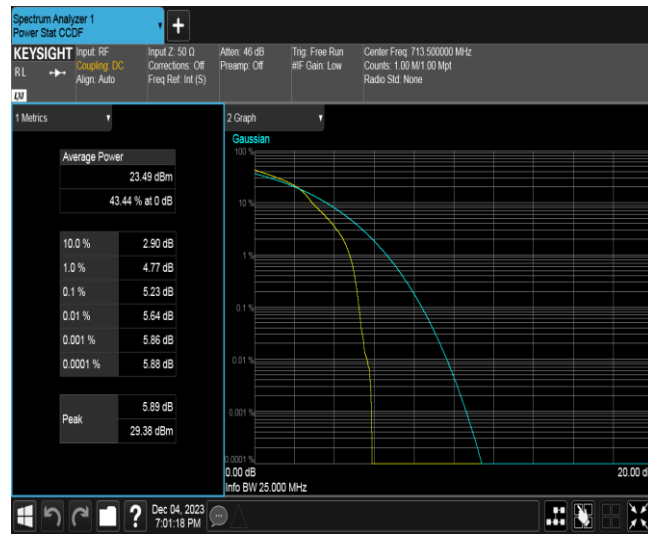 Spectrum Analyzer 1
Power Stat CCDF
+
KEYSIGHT
RL
LXI
Input: RF
Coupling: DC
Align: Auto
Input Z: 50 Ω
Corrections: Off
Freq Ref: Int (S)
Atten: 46 dB
Preamp: Off
Trig: Free Run
#IF Gain: Low
Center Freq: 713.500000 MHz
Counts: 1.00 M/1.00 Mpt
Radio Std: None
1 Metrics
Average Power
23.49 dBm
43.44 % at 0 dB
10.0 % 2.90 dB
1.0 % 4.77 dB
0.1 % 5.23 dB
0.01 % 5.64 dB
0.001 % 5.86 dB
0.0001 % 5.88 dB
Peak
5.89 dB
29.38 dBm
2 Graph
Gaussian
100 %
10 %
1 %
0.1 %
0.01 %
0.001 %
0.0001 %
0.00 dB
20.00 d
Info BW 25.000 MHz
?
Dec 04, 2023
7:01:18 PM